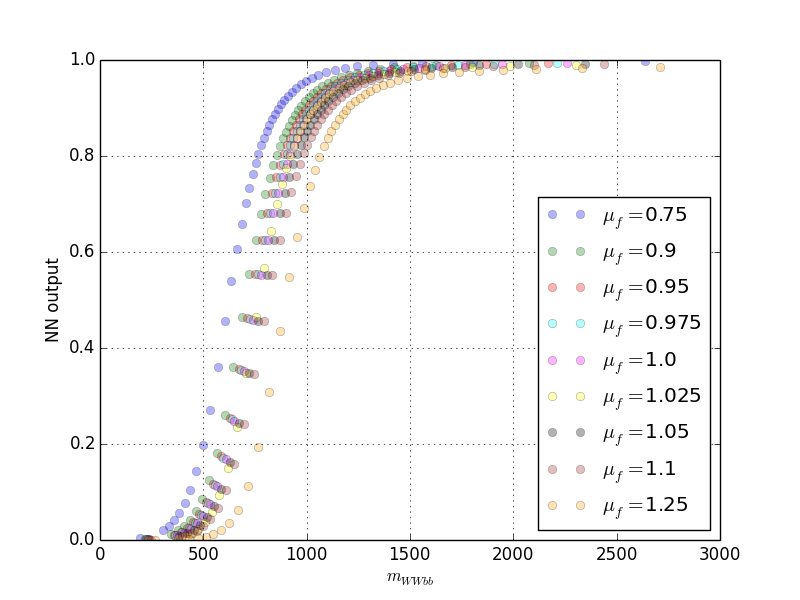 1.0
0.8
0.6
0.4
0.2
0.0
NN output
0 500 1000 1500 2000 2500 3000
m_{WWbb}
μ_f = 0.75
μ_f = 0.9
μ_f = 0.95
μ_f = 0.975
μ_f = 1.0
μ_f = 1.025
μ_f = 1.05
μ_f = 1.1
μ_f = 1.25